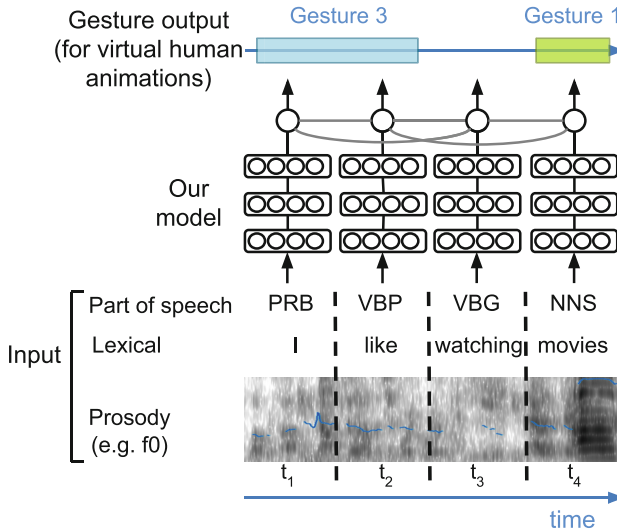 Gesture output
(for virtual human
animations)
Gesture 3
Gesture 1
Our
model
Input
Part of speech PRB VBP VBG NNS
Lexical I like watching movies
Prosody
(e.g. f0)
t1 t2 t3 t4
time